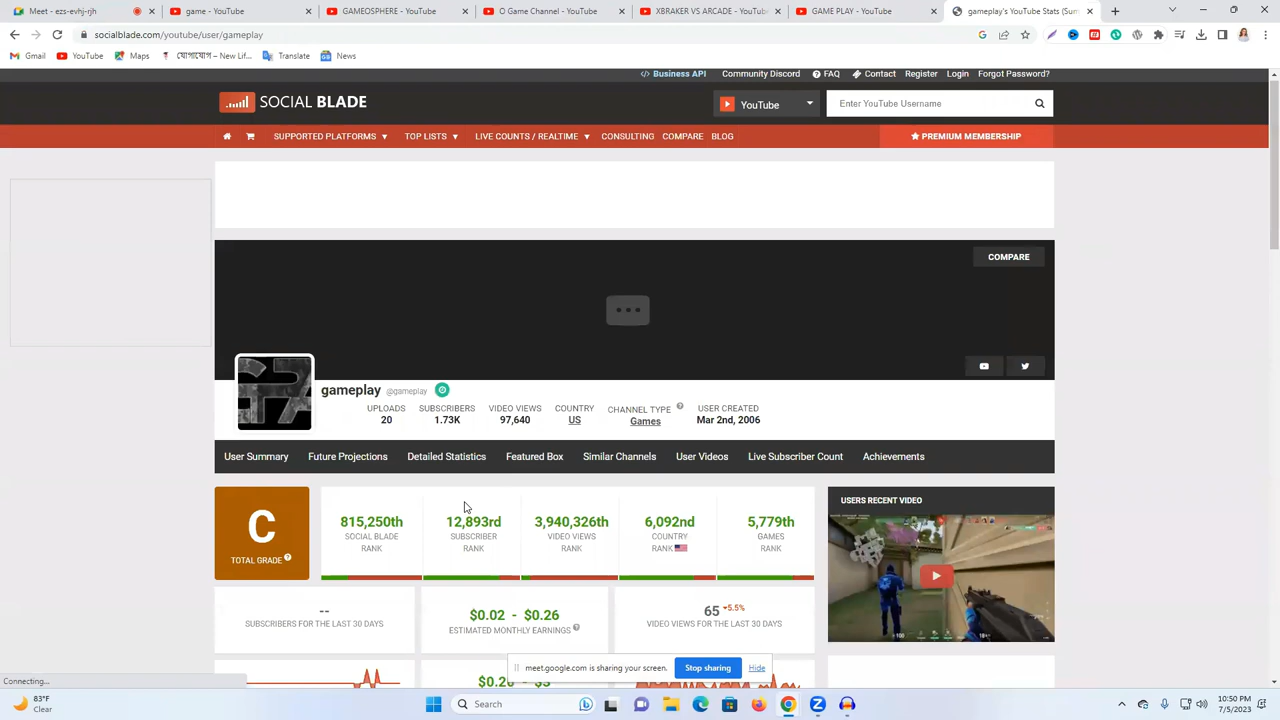 Meet - ezs-evhj-rjh
game - YouTube
GAMEOSPHERE - YouTube
O Game Channel - YouTube
XBRAKER VS ARCADE - YouTube
GAME PLAY - YouTube
gameplay's YouTube Stats (Sum
socialblade.com/youtube/user/gameplay
Gmail
YouTube
Maps
যোগাযোগ – New Lif...
Translate
News
</> Business API
Community Discord
FAQ
Contact
Register
Login
Forgot Password?
SOCIAL BLADE
YouTube
Enter YouTube Username
SUPPORTED PLATFORMS
TOP LISTS
LIVE COUNTS / REALTIME
CONSULTING
COMPARE
BLOG
PREMIUM MEMBERSHIP
COMPARE
gameplay @gameplay
UPLOADS
20
SUBSCRIBERS
1.73K
VIDEO VIEWS
97,640
COUNTRY
US
CHANNEL TYPE
Games
USER CREATED
Mar 2nd, 2006
User Summary
Future Projections
Detailed Statistics
Featured Box
Similar Channels
User Videos
Live Subscriber Count
Achievements
C
TOTAL GRADE
815,250th
SOCIAL BLADE
RANK
12,893rd
SUBSCRIBER
RANK
3,940,326th
VIDEO VIEWS
RANK
6,092nd
COUNTRY
RANK
5,779th
GAMES
RANK
USERS RECENT VIDEO
--
SUBSCRIBERS FOR THE LAST 30 DAYS
$0.02 - $0.26
ESTIMATED MONTHLY EARNINGS
65 5.5%
VIDEO VIEWS FOR THE LAST 30 DAYS
meet.google.com is sharing your screen.
Stop sharing
Hide
Connecting...
83°F
Clear
Search
10:50 PM
7/5/2023